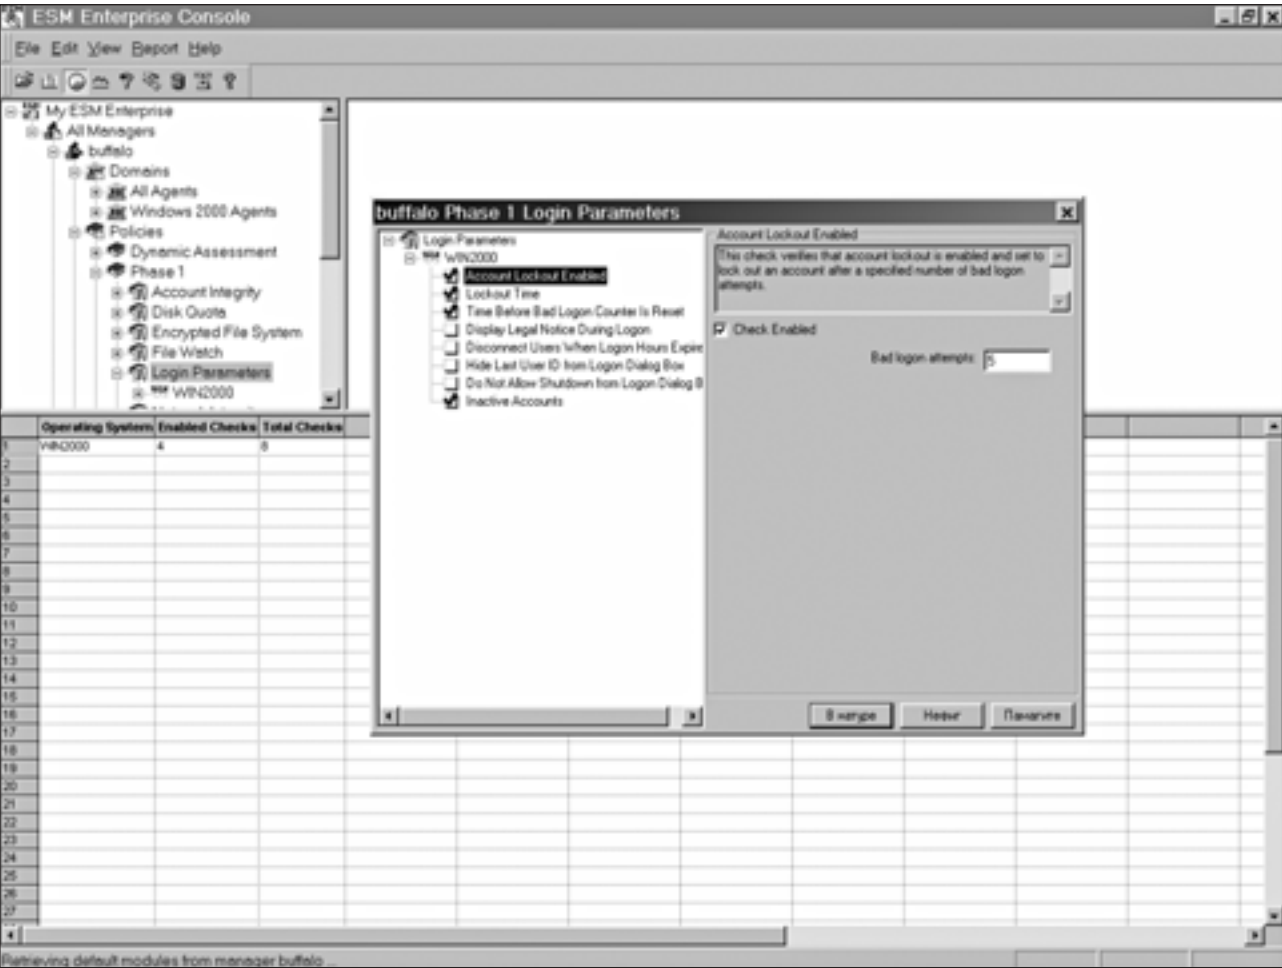 ESM Enterprise Console
File Edit View Report Help
My ESM Enterprise
All Managers
buffalo
Domains
All Agents
Windows 2000 Agents
Policies
Dynamic Assessment
Phase 1
Account Integrity
Disk Quota
Encrypted File System
File Watch
Login Parameters
WIN2000
buffalo Phase 1 Login Parameters
Login Parameters
WIN2000
Account Lockout Enabled
Lockout Time
Time Before Bad Logon Counter Is Reset
Display Legal Notice During Logon
Disconnect Users When Logon Hours Expire
Hide Last User ID from Logon Dialog Box
Do Not Allow Shutdown from Logon Dialog B
Inactive Accounts
Account Lockout Enabled
This check verifies that account lockout is enabled and set to
lock out an account after a specified number of bad logon
attempts.
Check Enabled
Bad logon attempts: 5
В натуре Нефиг Памагите
Operating System Enabled Checks Total Checks
1 WIN2000 4 8
2
3
4
5
6
7
8
9
10
11
12
13
14
15
16
17
18
19
20
21
22
23
24
25
26
27
Retrieving default modules from manager buffalo ...